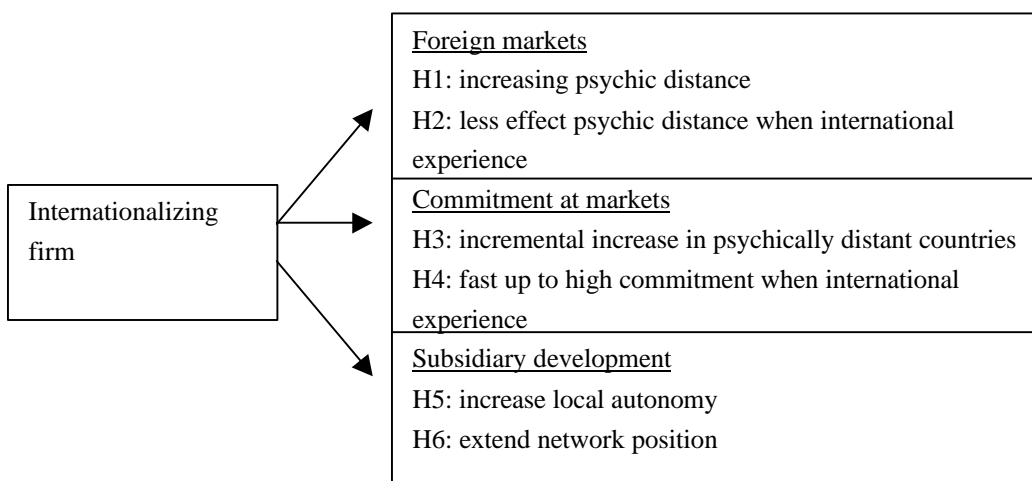 Foreign markets
H1: increasing psychic distance
H2: less effect psychic distance when international
experience
Internationalizing
firm
Commitment at markets
H3: incremental increase in psychically distant countries
H4: fast up to high commitment when international
experience
Subsidiary development
H5: increase local autonomy
H6: extend network position